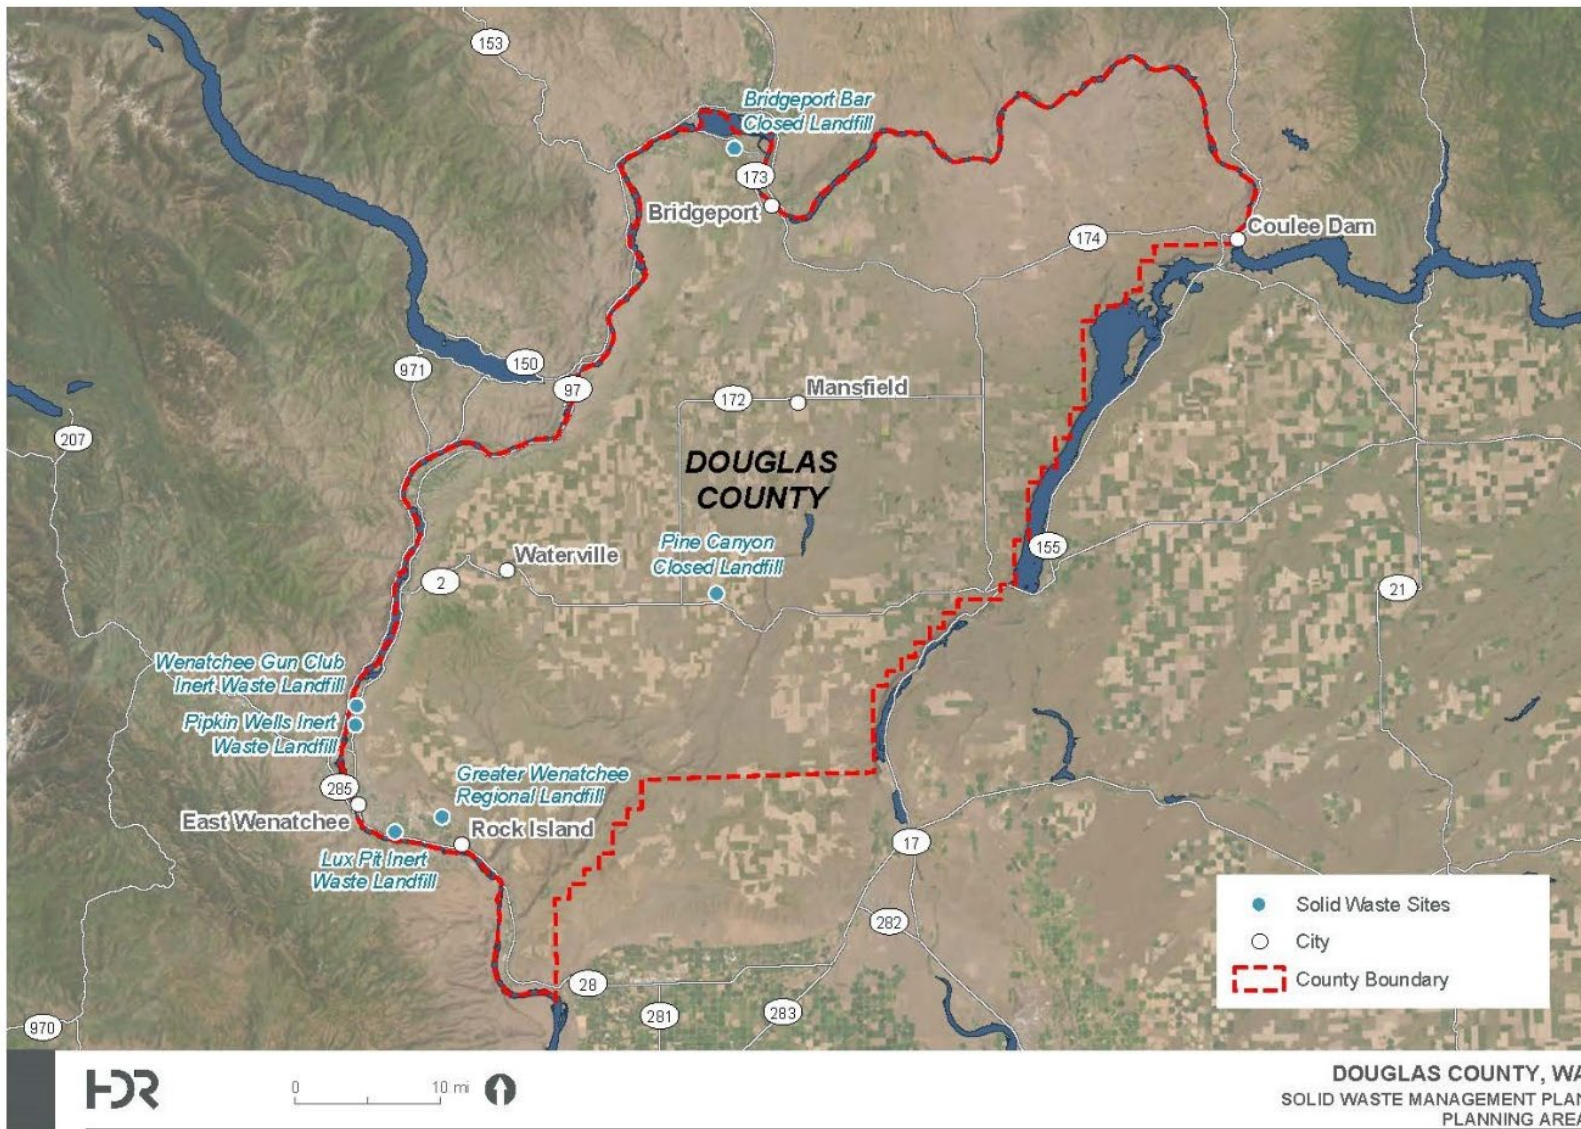 153
Bridgeport Bar
Closed Landfill
173
Bridgeport
Coulee Dam
174
150
971
97
Mansfield
172
207
DOUGLAS
COUNTY
Pine Canyon
Closed Landfill
155
Waterville
2
21
Wenatchee Gun Club
Inert Waste Landfill
Pipkin Wells Inert
Waste Landfill
Greater Wenatchee
Regional Landfill
285
East Wenatchee
Rock Island
17
Lux Pit Inert
Waste Landfill
282
28
281
283
970
Solid Waste Sites
City
County Boundary
HDR
0 10 mi
DOUGLAS COUNTY, WA
SOLID WASTE MANAGEMENT PLAN
PLANNING AREA